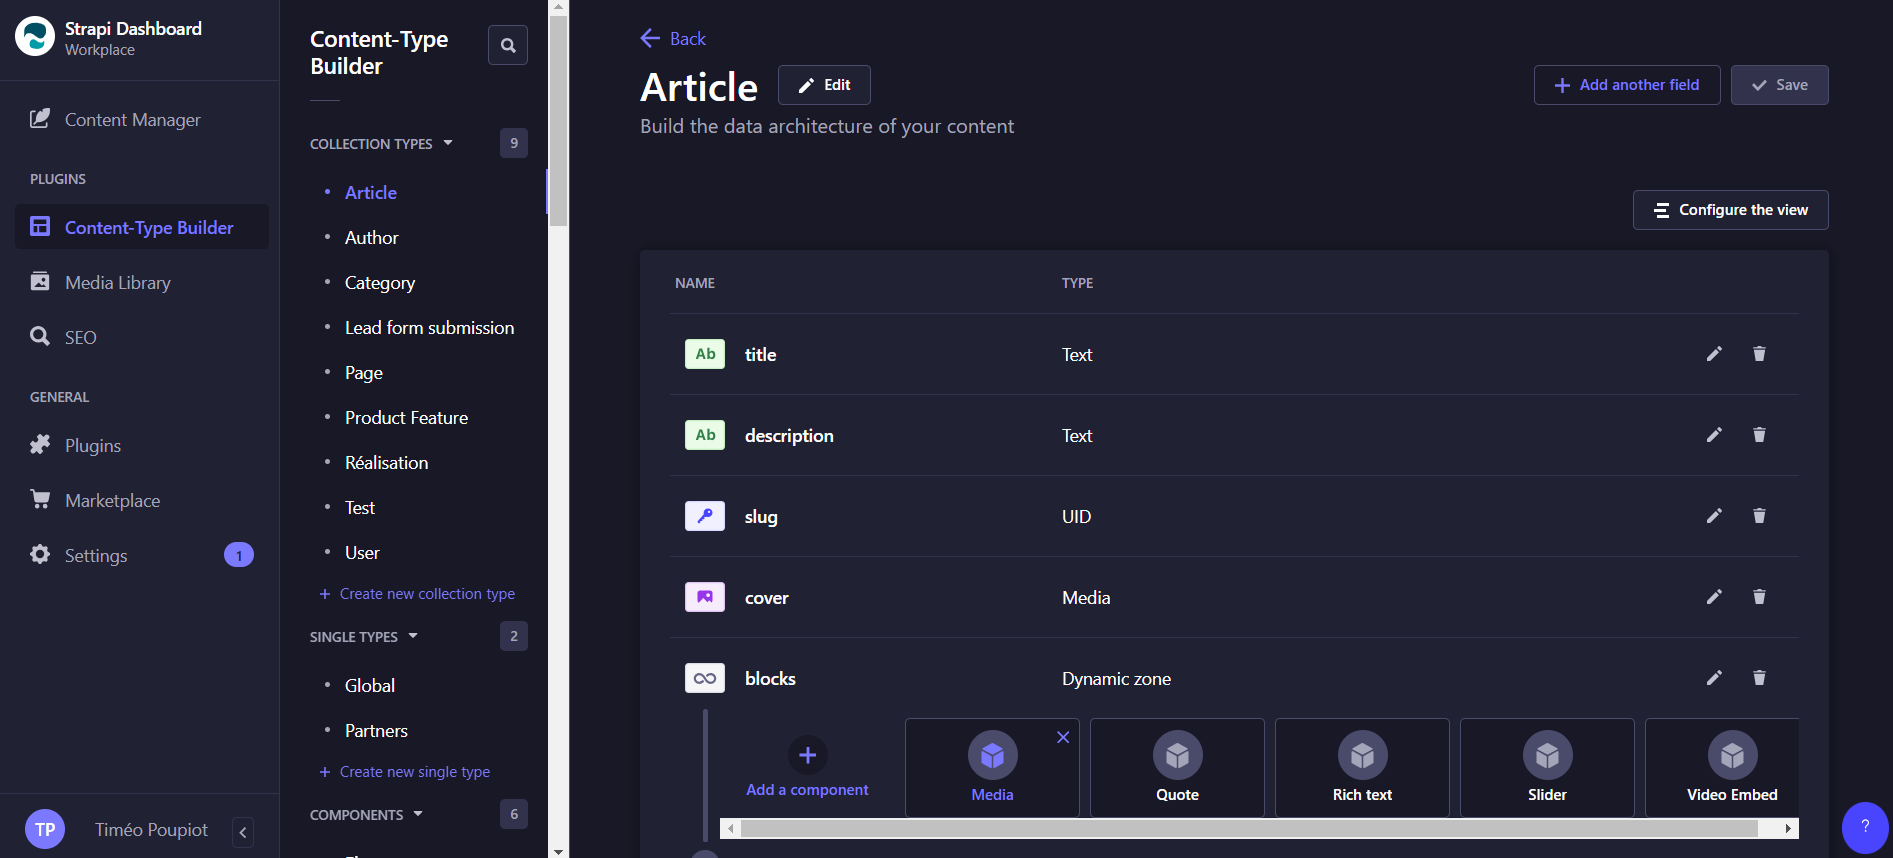 Strapi Dashboard
Workplace
Content Manager
PLUGINS
Content-Type Builder
Media Library
SEO
GENERAL
Plugins
Marketplace
Settings
1
TP
Timéo Poupiot
Content-Type
Builder
COLLECTION TYPES
9
Article
Author
Category
Lead form submission
Page
Product Feature
Réalisation
Test
User
+ Create new collection type
SINGLE TYPES
2
Global
Partners
+ Create new single type
COMPONENTS
6
Back
Article
Edit
Add another field
Save
Build the data architecture of your content
Configure the view
NAME TYPE
Ab title Text
Ab description Text
slug UID
cover Media
blocks Dynamic zone
Add a component
Media
Quote
Rich text
Slider
Video Embed
?